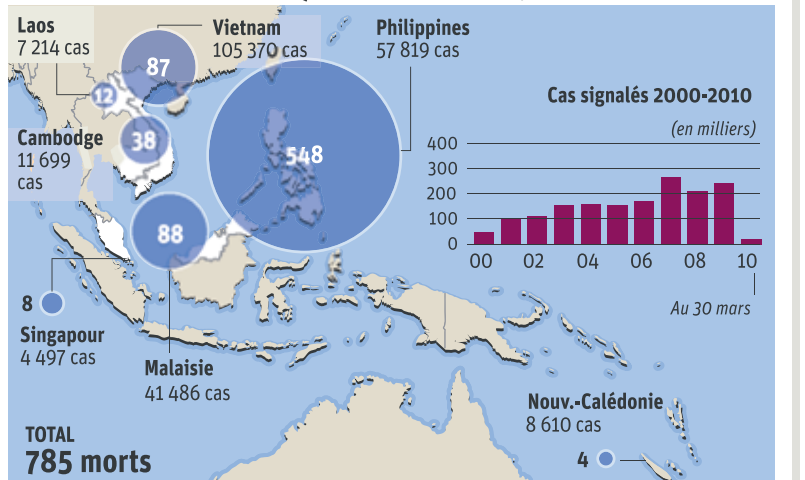 Laos
7 214 cas
Vietnam
105 370 cas
Philippines
57 819 cas
87
12
Cambodge
11 699
cas
38
548
88
8
Singapour
4 497 cas
Malaisie
41 486 cas
Cas signalés 2000-2010
(en milliers)
400
300
200
100
0
00 02 04 06 08 10
Au 30 mars
Nouv.-Calédonie
8 610 cas
4
TOTAL
785 morts